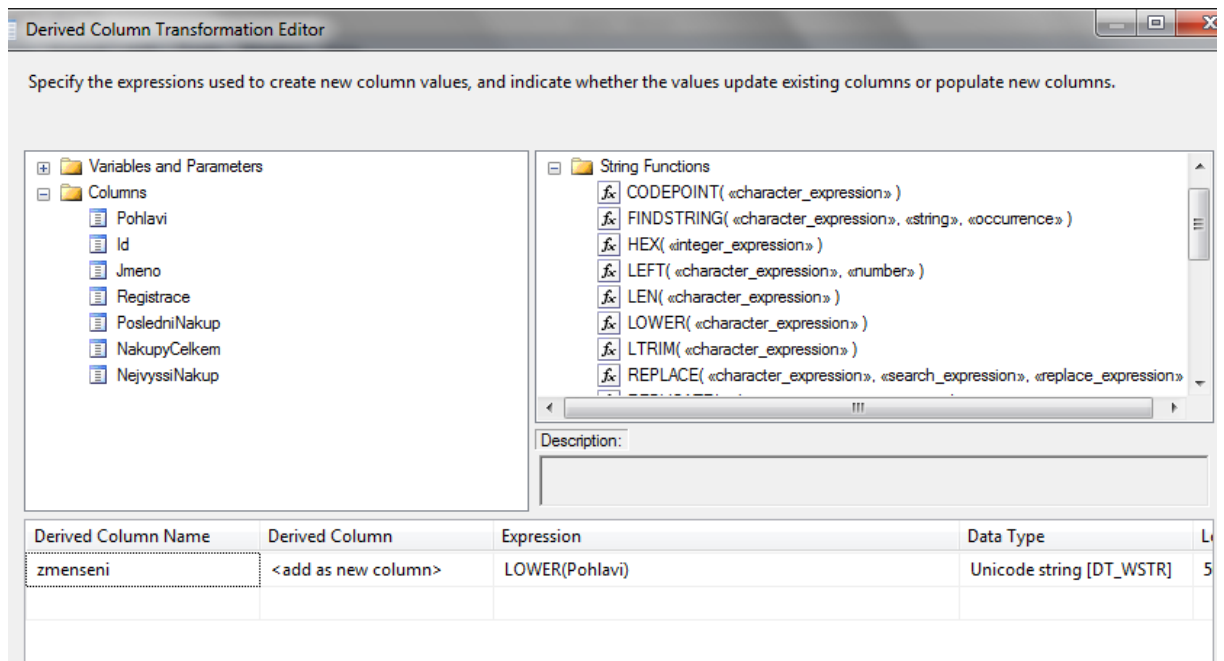 Derived Column Transformation Editor
Specify the expressions used to create new column values, and indicate whether the values update existing columns or populate new columns.
Variables and Parameters
Columns
Pohlavi
Id
Jmeno
Registrace
PosledniNakup
NakupyCelkem
NejvyssiNakup
String Functions
CODEPOINT( «character_expression» )
FINDSTRING( «character_expression», «string», «occurrence» )
HEX( «integer_expression» )
LEFT( «character_expression», «number» )
LEN( «character_expression» )
LOWER( «character_expression» )
LTRIM( «character_expression» )
REPLACE( «character_expression», «search_expression», «replace_expression»
Description:
Derived Column Name Derived Column Expression Data Type
zmenseni <add as new column> LOWER(Pohlavi) Unicode string [DT_WSTR] 5